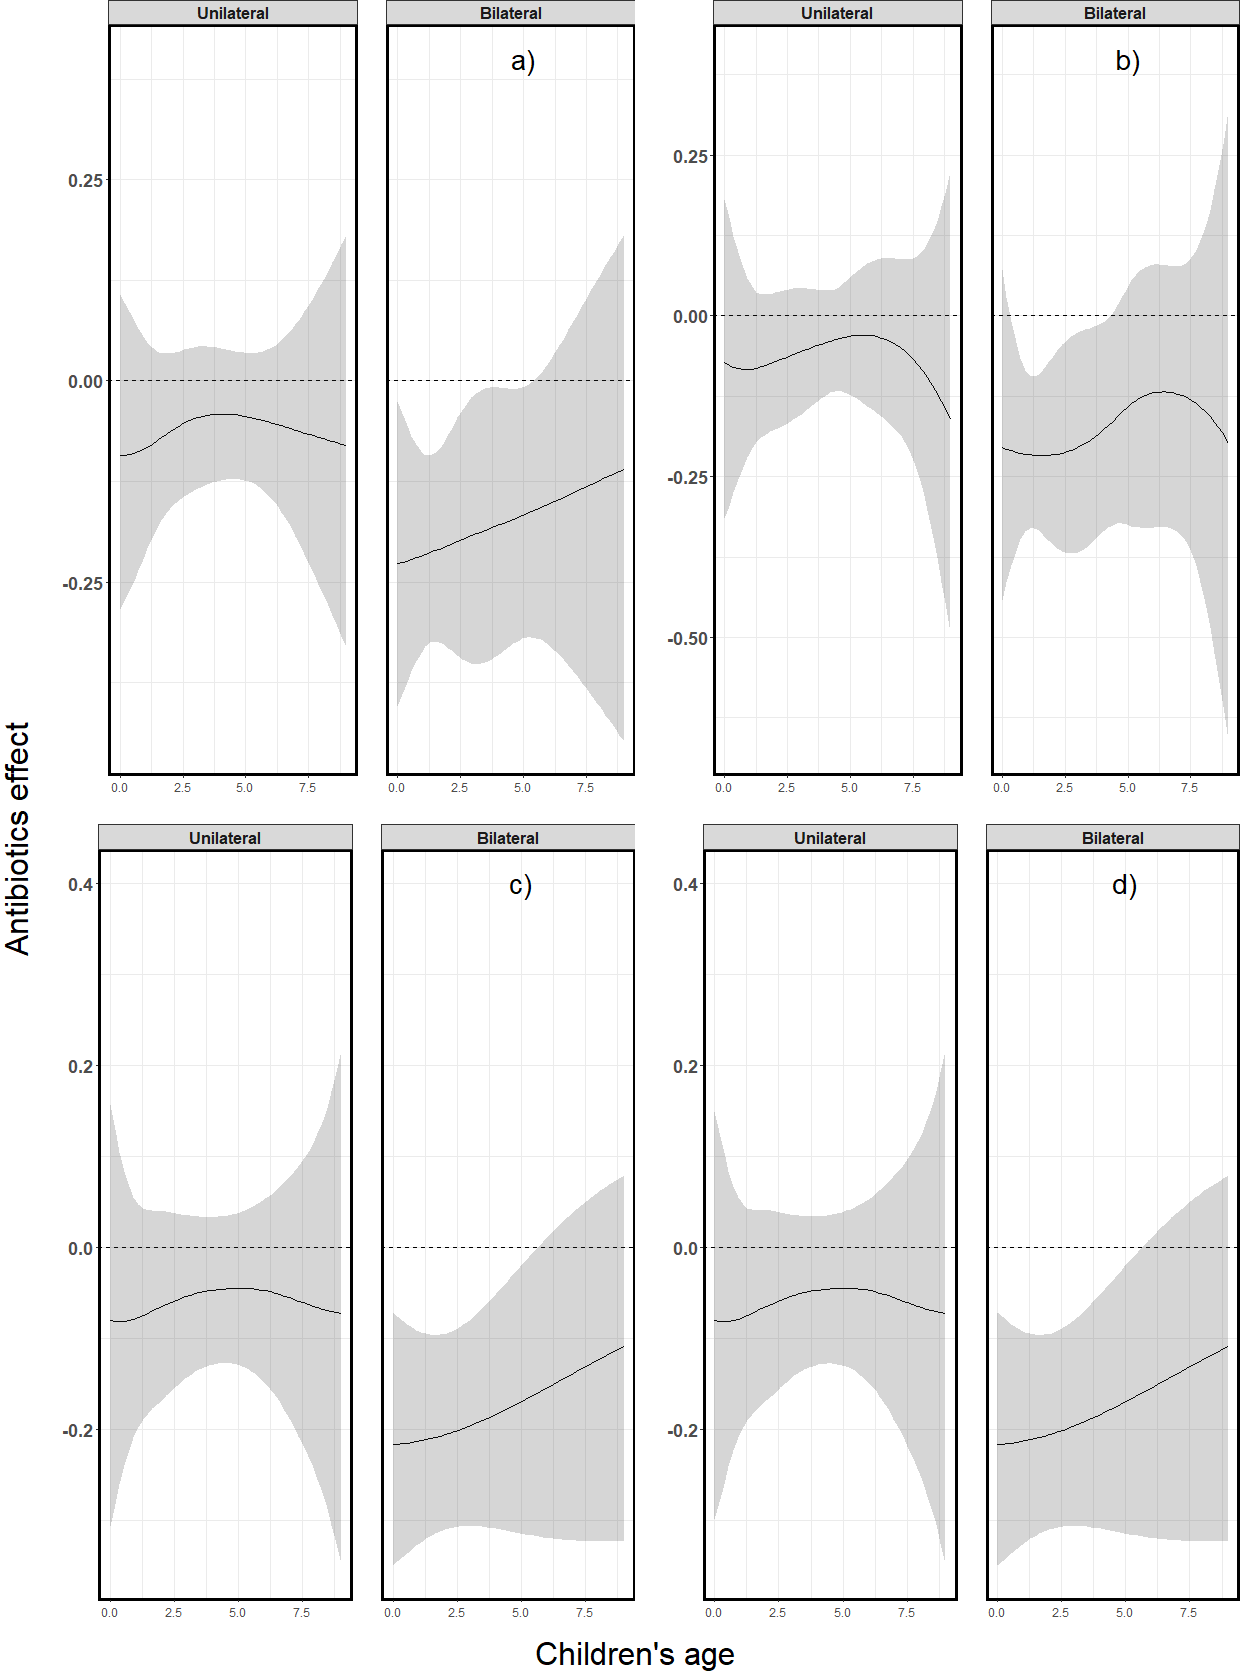 Unilateral Bilateral Unilateral Bilateral
a) b)
0.25 0.25
0.00 0.00
-0.25 -0.25
-0.50
0.0 2.5 5.0 7.5 0.0 2.5 5.0 7.5 0.0 2.5 5.0 7.5 0.0 2.5 5.0 7.5
Antibiotics effect
Unilateral Bilateral Unilateral Bilateral
c) d)
0.4 0.4
0.2 0.2
0.0 0.0
-0.2 -0.2
0.0 2.5 5.0 7.5 0.0 2.5 5.0 7.5 0.0 2.5 5.0 7.5 0.0 2.5 5.0 7.5
Children's age